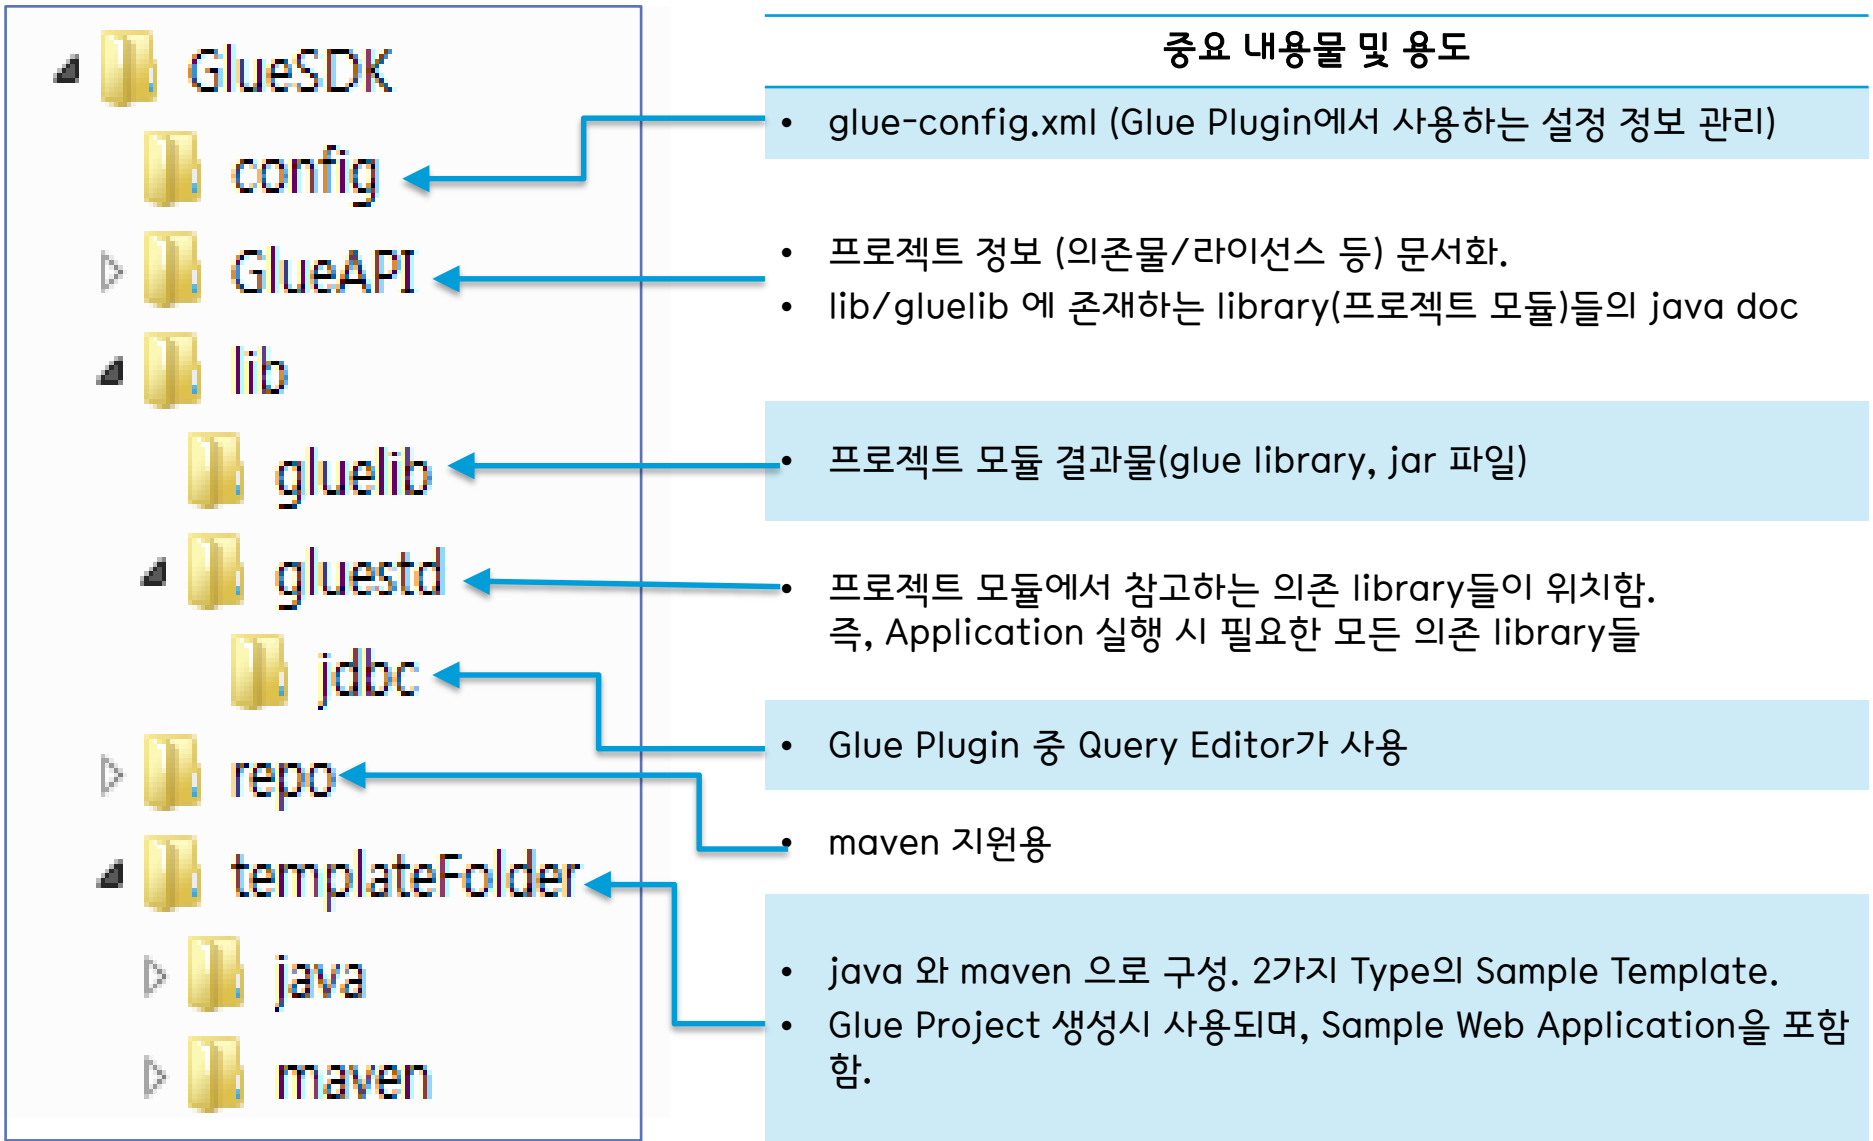 GlueSDK
config
GlueAPI
lib
gluelib
gluestd
jdbc
repo
templateFolder
java
maven
중요 내용물 및 용도
• glue-config.xml (Glue Plugin에서 사용하는 설정 정보 관리)
• 프로젝트 정보 (의존물/라이선스 등) 문서화.
• lib/gluelib 에 존재하는 library(프로젝트 모듈)들의 java doc
• 프로젝트 모듈 결과물(glue library, jar 파일)
• 프로젝트 모듈에서 참고하는 의존 library들이 위치함.
즉, Application 실행 시 필요한 모든 의존 library들
• Glue Plugin 중 Query Editor가 사용
• maven 지원용
• java 와 maven 으로 구성. 2가지 Type의 Sample Template.
• Glue Project 생성시 사용되며, Sample Web Application을 포함
함.